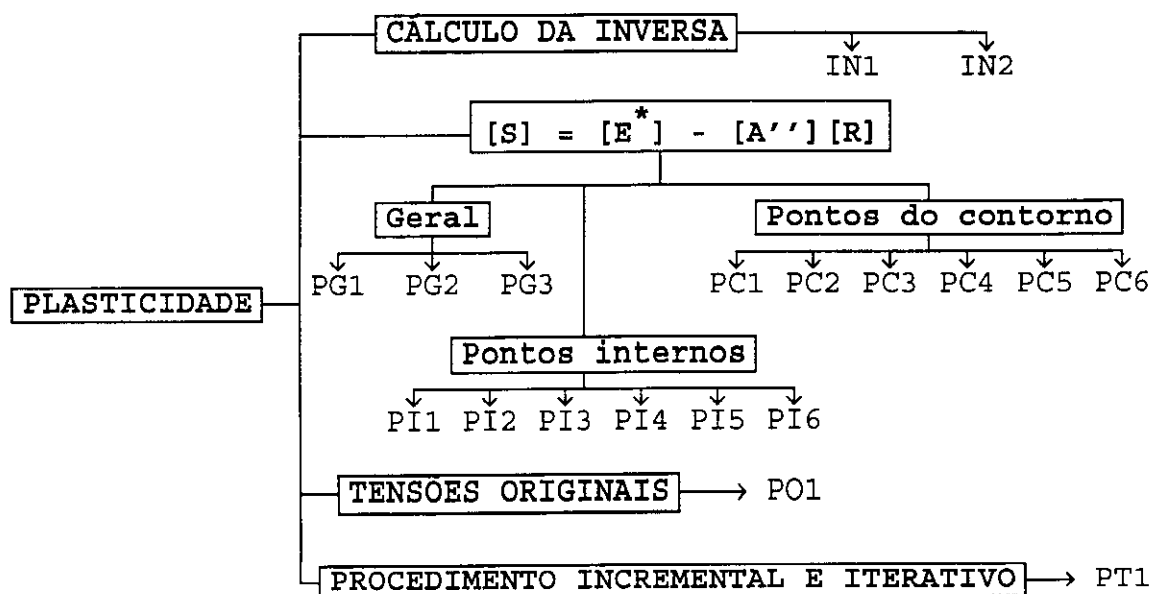 CÁLCULO DA INVERSA
IN1 IN2
[S] = [E*] - [A''][R]
Geral Pontos do contorno
PG1 PG2 PG3 PC1 PC2 PC3 PC4 PC5 PC6
PLASTICIDADE
Pontos internos
PI1 PI2 PI3 PI4 PI5 PI6
TENSÕES ORIGINAIS PO1
PROCEDIMENTO INCREMENTAL E ITERATIVO PT1